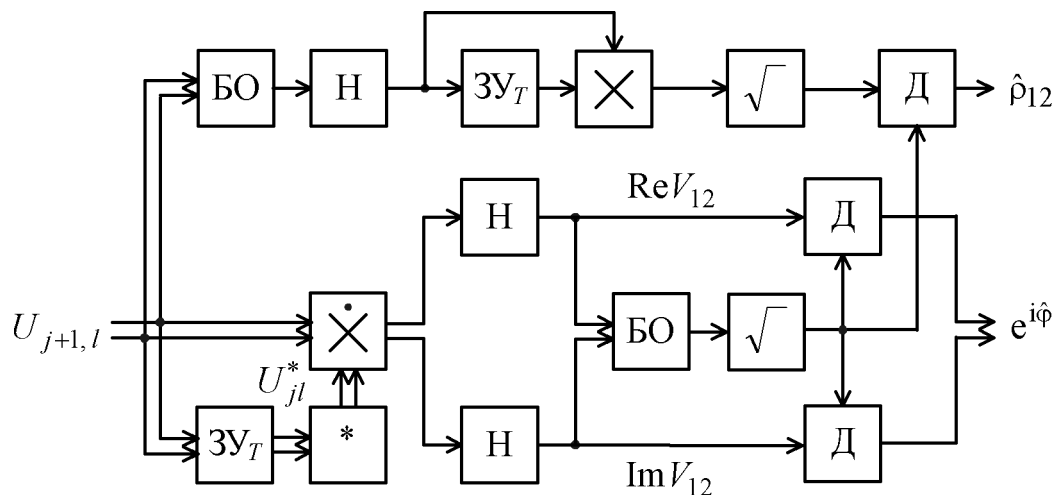 БО
Н
ЗУ_T
×
√
Д
ρ̂₁₂
Н
ReV₁₂
Д
U_{j+1, l}
×̇
БО
√
e^{iφ̂}
U*_{jl}
ЗУ_T
*
Н
ImV₁₂
Д